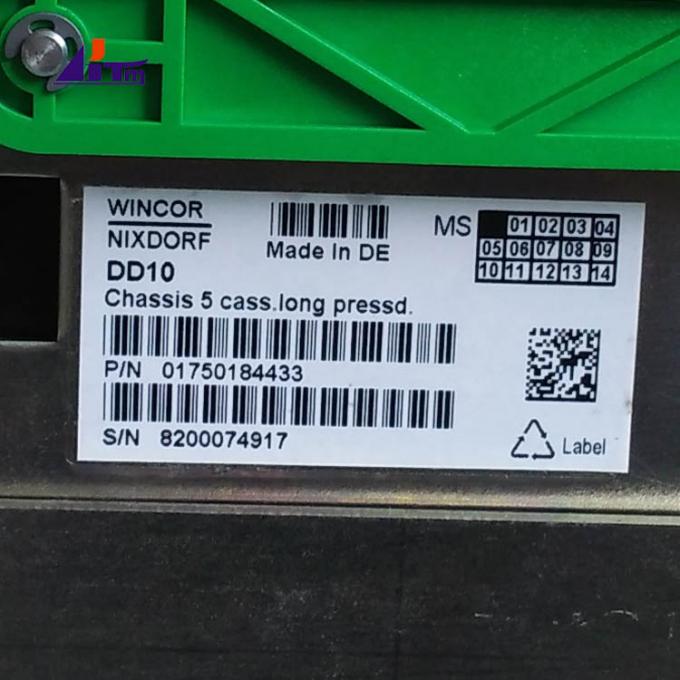 WINCOR
NIXDORF
Made In DE
MS
01 02 03 04
05 06 07 08 09
10 11 12 13 14
DD10
Chassis 5 cass.long pressd.
P/N 01750184433
S/N 8200074917
Label